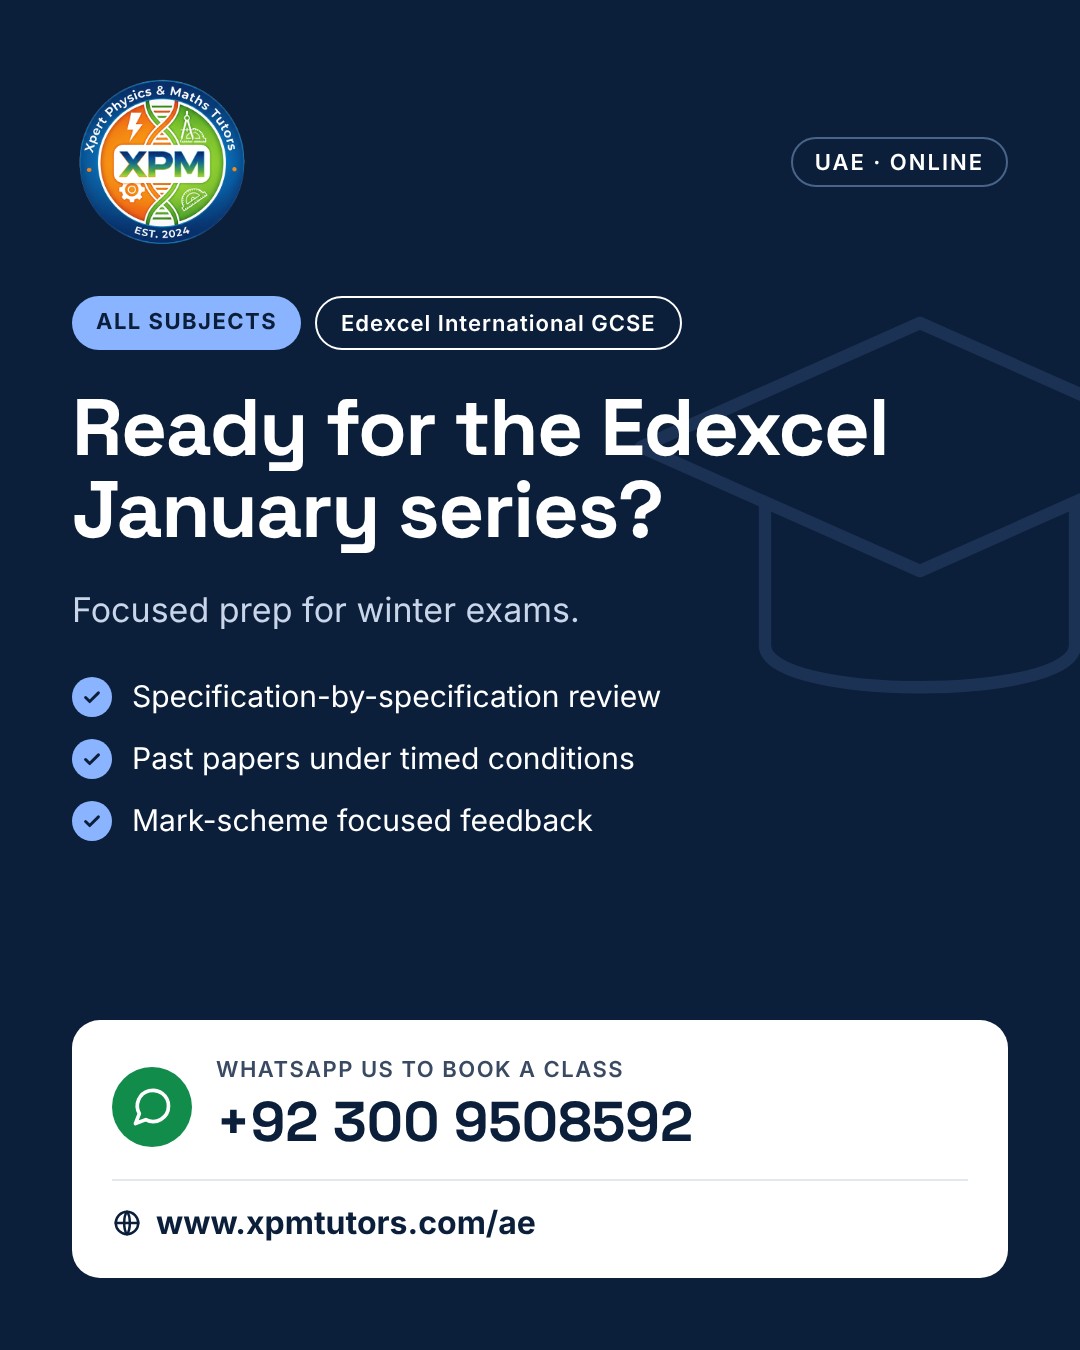 Xpert Physics & Maths Tutors
XPM
EST. 2024
UAE · ONLINE
ALL SUBJECTS
Edexcel International GCSE
Ready for the Edexcel
January series?
Focused prep for winter exams.
Specification-by-specification review
Past papers under timed conditions
Mark-scheme focused feedback
WHATSAPP US TO BOOK A CLASS
+92 300 9508592
www.xpmtutors.com/ae